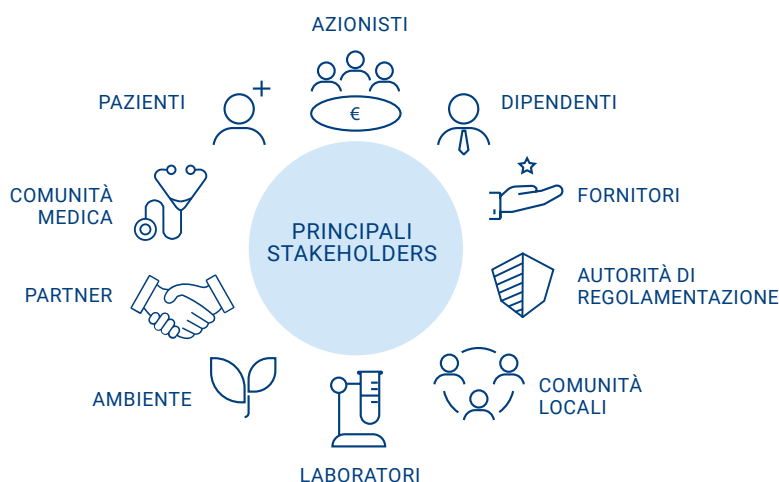 AZIONISTI
PAZIENTI
€
DIPENDENTI
COMUNITÀ
MEDICA
FORNITORI
PRINCIPALI
STAKEHOLDERS
PARTNER
AUTORITÀ DI
REGOLAMENTAZIONE
AMBIENTE
COMUNITÀ
LOCALI
LABORATORI